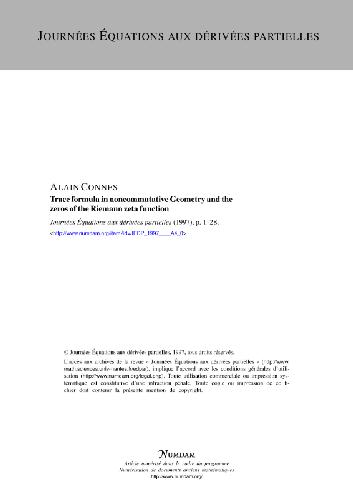 JOURNÉES ÉQUATIONS AUX DÉRIVÉES PARTIELLES
ALAIN CONNES
Trace formula in noncommutative Geometry and the
zeros of the Riemann zeta function
Journées Équations aux dérivées partielles (1997), p. 1-28.
<http://www.numdam.org/item?id=JEDP_1997____A4_0>
© Journées Équations aux dérivées partielles, 1997, tous droits réservés.
L'accès aux archives de la revue « Journées Équations aux dérivées partielles » (http://www.
math.sciences.univ-nantes.fr/edpa/), implique l'accord avec les conditions générales d'utili-
sation (http://www.numdam.org/legal.php). Toute utilisation commerciale ou impression sys-
tématique est constitutive d'une infraction pénale. Toute copie ou impression de ce fi-
chier doit contenir la présente mention de copyright.
NUMDAM
Article numérisé dans le cadre du programme
Numérisation de documents anciens mathématiques
http://www.numdam.org/